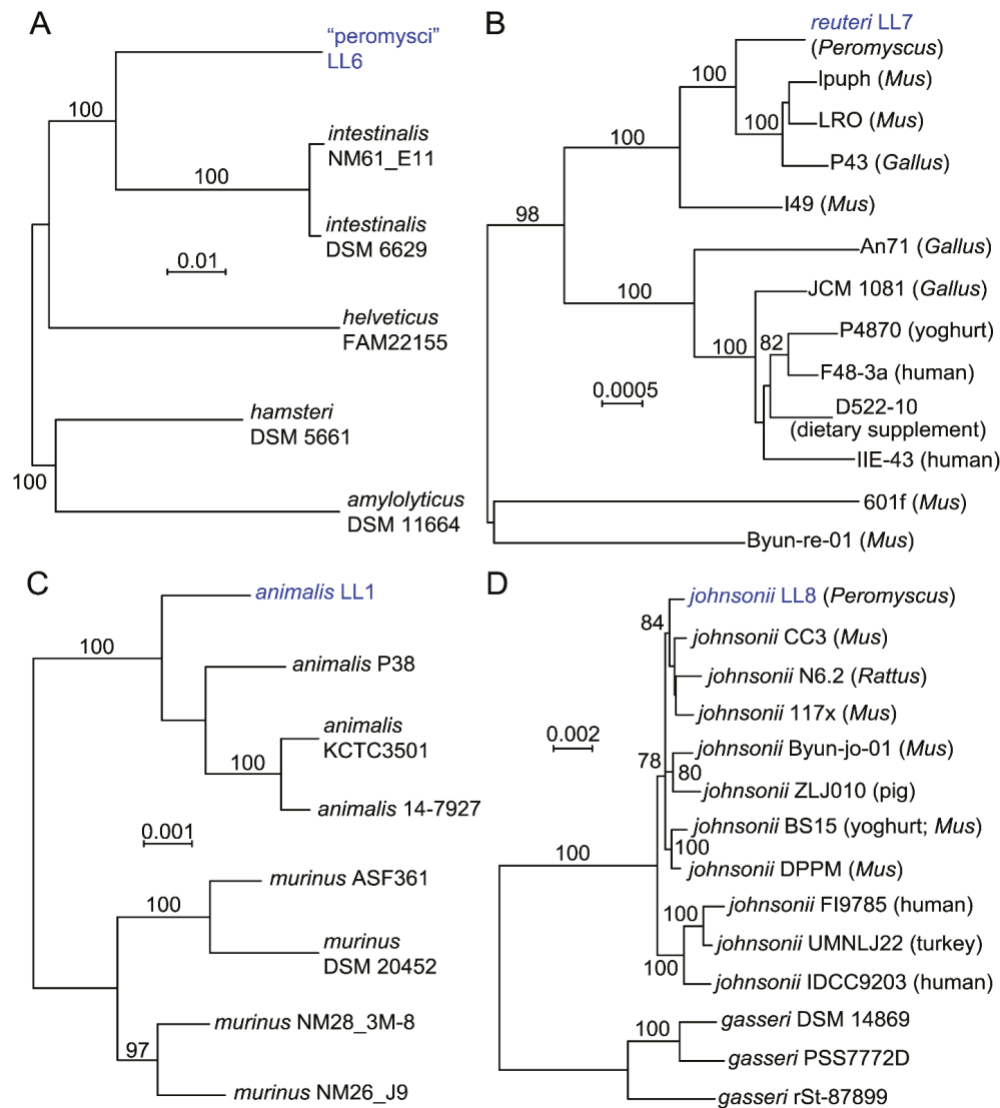 A
"peromysci"
LL6
100
intestinalis
NM61_E11
100
intestinalis
DSM 6629
0.01
helveticus
FAM22155
hamsteri
DSM 5661
100
amylolyticus
DSM 11664
B
reuteri LL7
(Peromyscus)
100
lpuph (Mus)
LRO (Mus)
100
100
P43 (Gallus)
I49 (Mus)
98
An71 (Gallus)
100
JCM 1081 (Gallus)
P4870 (yoghurt)
82
100
F48-3a (human)
0.0005
D522-10
(dietary supplement)
IIE-43 (human)
601f (Mus)
Byun-re-01 (Mus)
C
animalis LL1
100
animalis P38
animalis
KCTC3501
100
animalis 14-7927
0.001
murinus ASF361
100
murinus
DSM 20452
murinus NM28_3M-8
97
murinus NM26_J9
D
johnsonii LL8 (Peromyscus)
84
johnsonii CC3 (Mus)
johnsonii N6.2 (Rattus)
johnsonii 117x (Mus)
0.002
johnsonii Byun-jo-01 (Mus)
78
80
johnsonii ZLJ010 (pig)
johnsonii BS15 (yoghurt; Mus)
100
100
johnsonii DPPM (Mus)
johnsonii FI9785 (human)
100
johnsonii UMNLJ22 (turkey)
100
johnsonii IDCC9203 (human)
gasseri DSM 14869
100
gasseri PSS7772D
gasseri rSt-87899